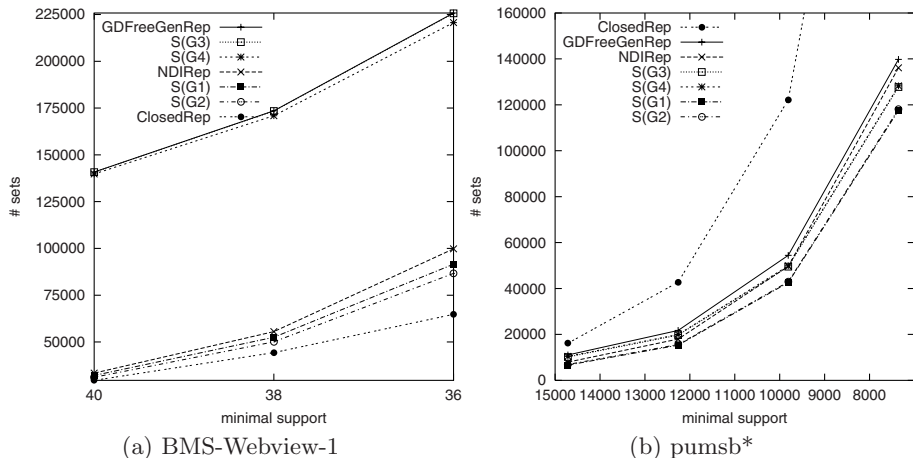 GDFreeGenRep
S(G3)
S(G4)
NDIRep
S(G1)
S(G2)
ClosedRep
225000
200000
175000
150000
125000
100000
75000
50000
# sets
40
38
36
minimal support
(a) BMS-Webview-1
ClosedRep
GDFreeGenRep
NDIRep
S(G3)
S(G4)
S(G1)
S(G2)
160000
140000
120000
100000
80000
60000
40000
20000
0
# sets
15000 14000 13000 12000 11000 10000 9000 8000
minimal support
(b) pumsb*